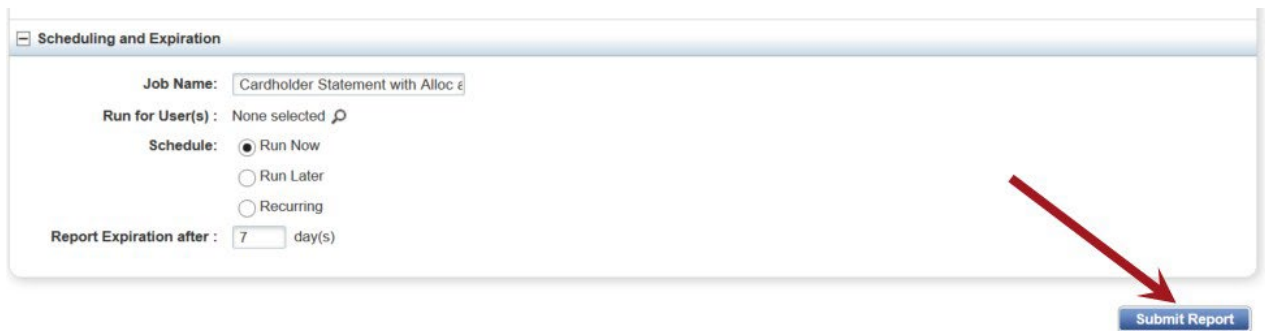 Scheduling and Expiration
Job Name: Cardholder Statement with Alloc a
Run for User(s) : None selected
Schedule: Run Now
Run Later
Recurring
Report Expiration after : 7 day(s)
Submit Report